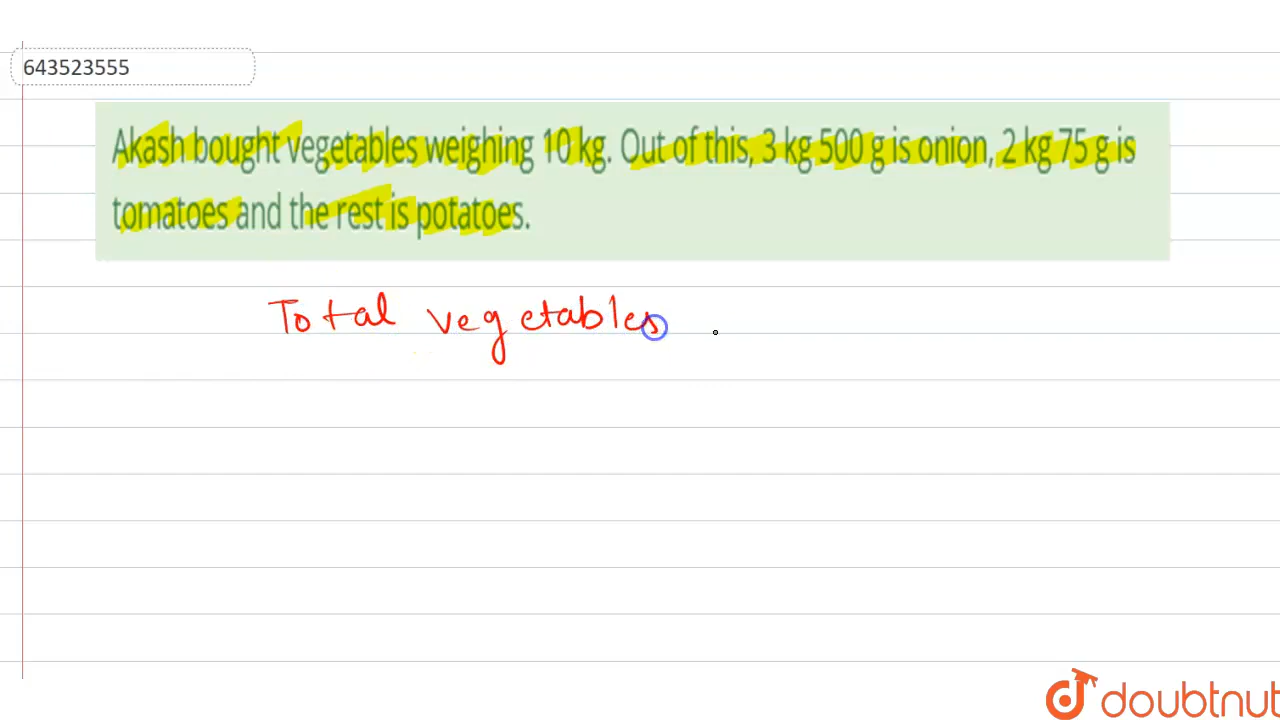 643523555
Akash bought vegetables weighing 10 kg. Out of this, 3 kg 500 g is onion, 2 kg 75 g is
tomatoes and the rest is potatoes.
Total vegetables
doubtnut